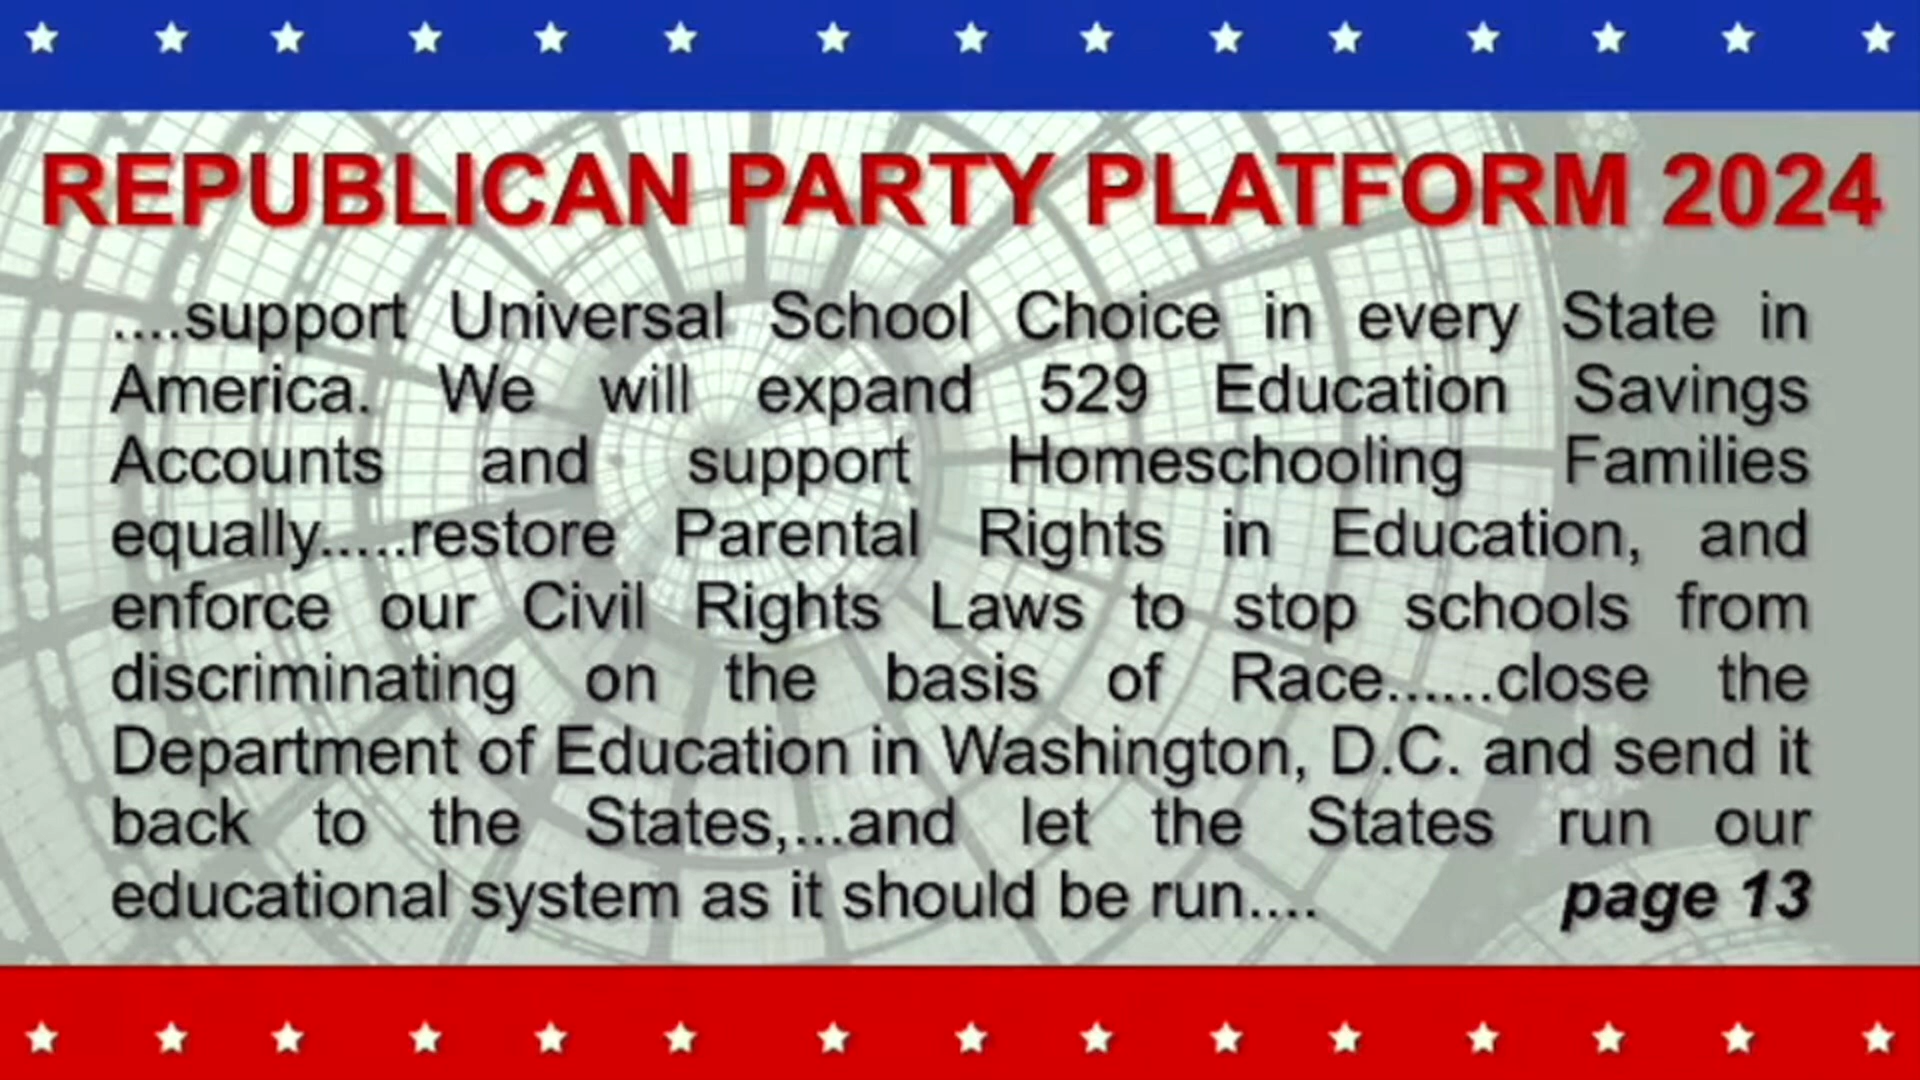 REPUBLICAN PARTY PLATFORM 2024
....support Universal School Choice in every State in
America. We will expand 529 Education Savings
Accounts and support Homeschooling Families
equally.....restore Parental Rights in Education, and
enforce our Civil Rights Laws to stop schools from
discriminating on the basis of Race......close the
Department of Education in Washington, D.C. and send it
back to the States,...and let the States run our
educational system as it should be run.... page 13